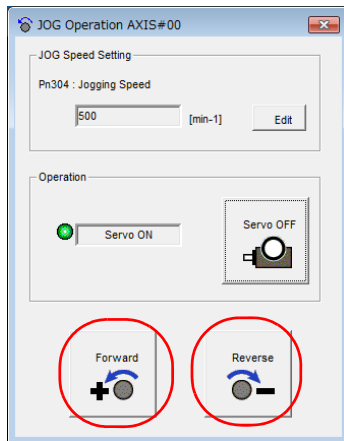 JOG Operation AXIS#00
JOG Speed Setting
Pn304 : Jogging Speed
500 [min-1] Edit
Operation
Servo ON
Servo OFF
Forward Reverse